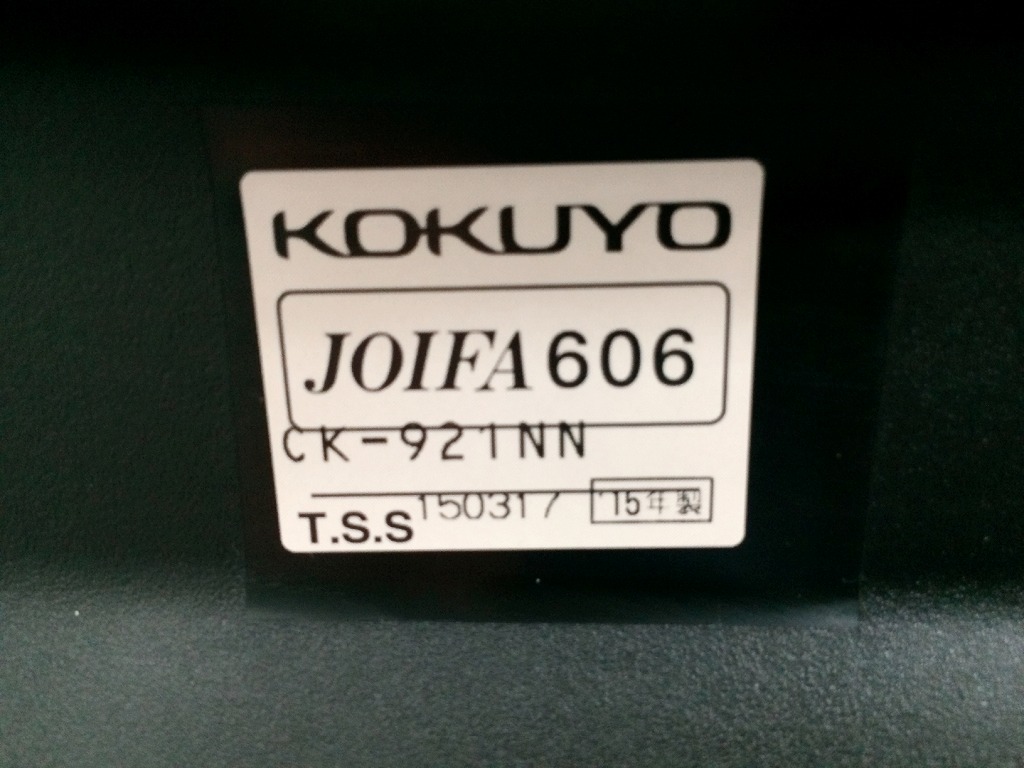 KOKUYO
JOIFA 606
CK-921NN
T.S.S 150317 '15年製